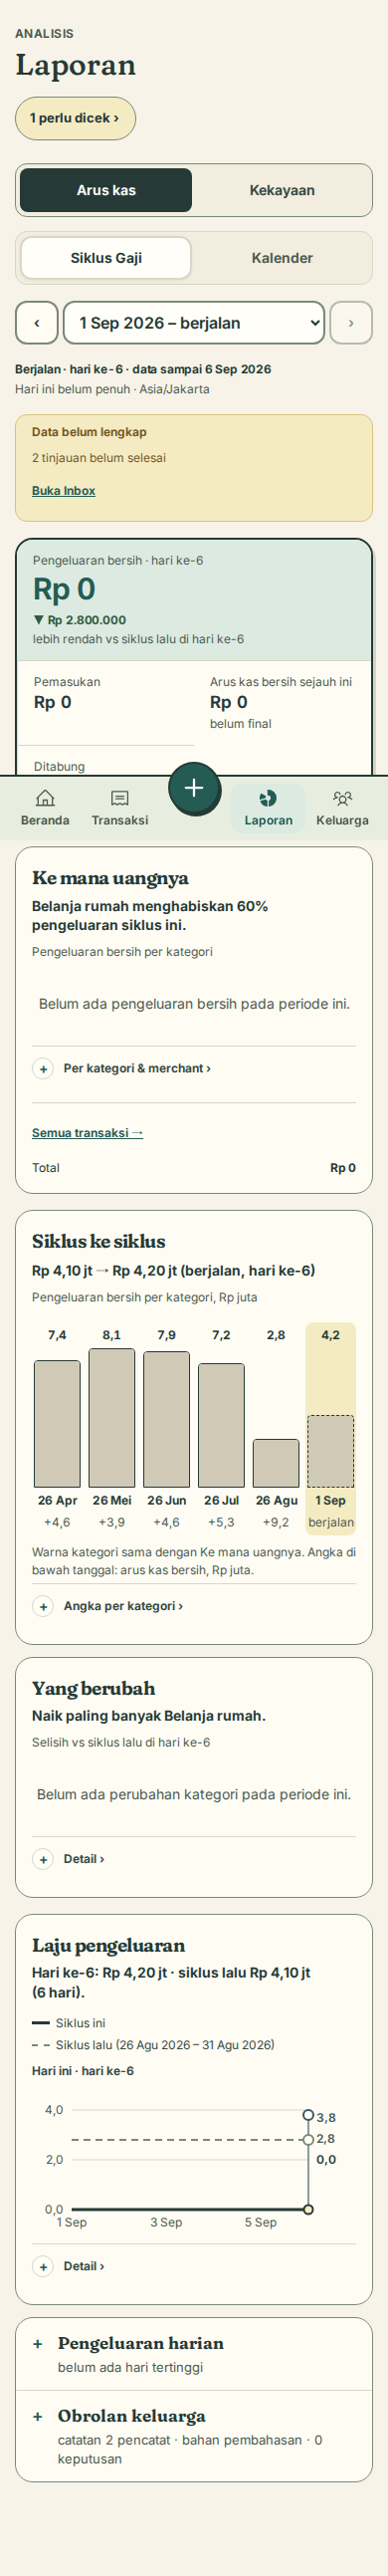 ANALISIS
Laporan
1 perlu dicek ›
Arus kas
Kekayaan
Siklus Gaji
Kalender
‹
1 Sep 2026 – berjalan
›
Berjalan · hari ke-6 · data sampai 6 Sep 2026
Hari ini belum penuh · Asia/Jakarta
Data belum lengkap
2 tinjauan belum selesai
Buka Inbox
Pengeluaran bersih · hari ke-6
Rp 0
▼ Rp 2.800.000
lebih rendah vs siklus lalu di hari ke-6
Pemasukan
Rp 0
Arus kas bersih sejauh ini
Rp 0
belum final
Ditabung
+
Beranda
Transaksi
Laporan
Keluarga
Ke mana uangnya
Belanja rumah menghabiskan 60%
pengeluaran siklus ini.
Pengeluaran bersih per kategori
Belum ada pengeluaran bersih pada periode ini.
+ Per kategori & merchant ›
Semua transaksi →
Total Rp 0
Siklus ke siklus
Rp 4,10 jt → Rp 4,20 jt (berjalan, hari ke-6)
Pengeluaran bersih per kategori, Rp juta
7,4 8,1 7,9 7,2 2,8 4,2
26 Apr 26 Mei 26 Jun 26 Jul 26 Agu 1 Sep
+4,6 +3,9 +4,6 +5,3 +9,2 berjalan
Warna kategori sama dengan Ke mana uangnya. Angka di
bawah tanggal: arus kas bersih, Rp juta.
+ Angka per kategori ›
Yang berubah
Naik paling banyak Belanja rumah.
Selisih vs siklus lalu di hari ke-6
Belum ada perubahan kategori pada periode ini.
+ Detail ›
Laju pengeluaran
Hari ke-6: Rp 4,20 jt · siklus lalu Rp 4,10 jt
(6 hari).
Siklus ini
Siklus lalu (26 Agu 2026 – 31 Agu 2026)
Hari ini · hari ke-6
4,0
3,8
2,8
2,0
0,0
0,0
1 Sep 3 Sep 5 Sep
+ Detail ›
+ Pengeluaran harian
belum ada hari tertinggi
+ Obrolan keluarga
catatan 2 pencatat · bahan pembahasan · 0
keputusan